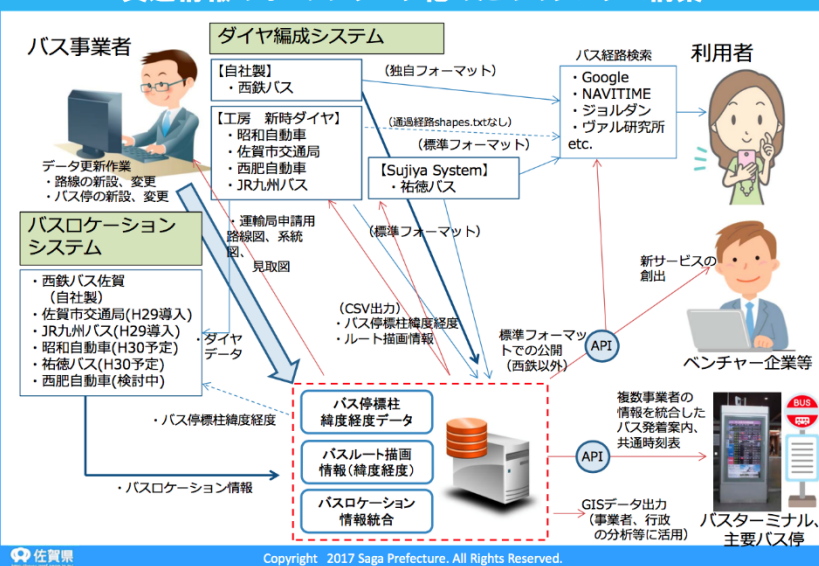 バス事業者
ダイヤ編成システム
【自社製】
・西鉄バス
【工房　新時ダイヤ】
・昭和自動車
・佐賀市交通局
・西肥自動車
・JR九州バス
（独自フォーマット）
（通過経路shapes.txtなし）
（標準フォーマット）
【Sujiya System】
・祐徳バス
バス経路検索
・Google
・NAVITIME
・ジョルダン
・ヴァル研究所
etc.
利用者
データ更新作業
・路線の新設、変更
・バス停の新設、変更
バスロケーション
システム
・西鉄バス佐賀
（自社製）
・佐賀市交通局(H29導入)
・JR九州バス(H29導入)
・昭和自動車(H30予定)
・祐徳バス(H30予定)
・西肥自動車(検討中)
・運輸局申請用
路線図、系統
図、
見取図
（標準フォーマット）
（CSV出力）
・バス停標柱緯度経度
・ルート描画情報
・ダイヤ
データ
・バス停標柱緯度経度
・バスロケーション情報
バス停標柱
緯度経度データ
バスルート描画
情報（緯度経度）
バスロケーション
情報統合
新サービスの
創出
標準フォーマッ
トでの公開
（西鉄以外）
API
ベンチャー企業等
複数事業者の
情報を統合した
バス発着案内、
共通時刻表
API
BUS
GISデータ出力
（事業者、行政
の分析等に活用）
バスターミナル、
主要バス停
佐賀県
Copyright 2017 Saga Prefecture. All Rights Reserved.